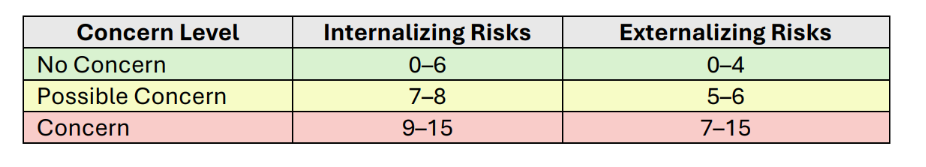 Concern Level Internalizing Risks Externalizing Risks
No Concern 0–6 0–4
Possible Concern 7–8 5–6
Concern 9–15 7–15